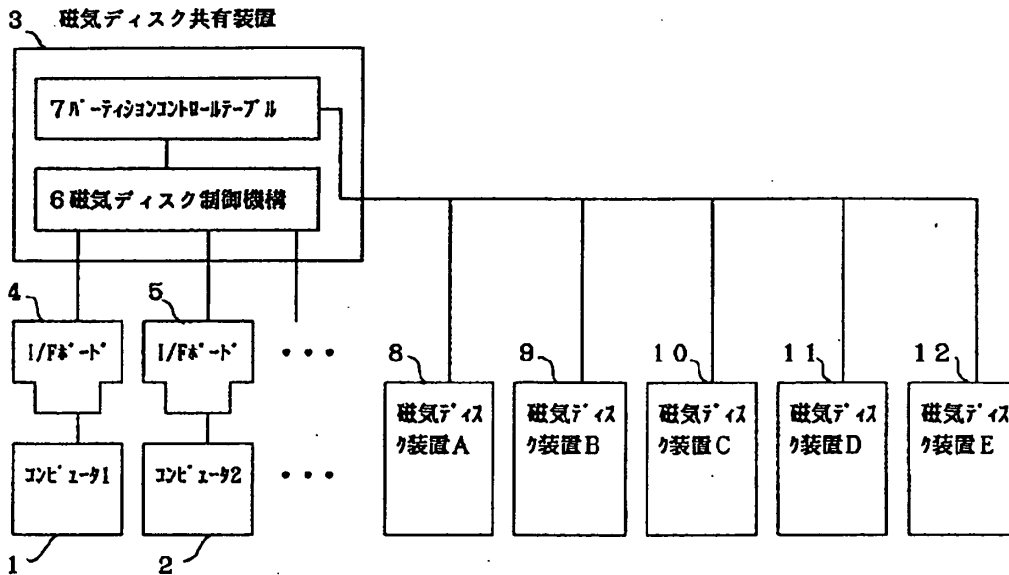 3 磁気ディスク共有装置
7ﾊﾟｰﾃｨｼｮﾝｺﾝﾄﾛｰﾙﾃｰﾌﾞﾙ
6磁気ディスク制御機構
4
5
I/Fﾎﾞｰﾄﾞ
I/Fﾎﾞｰﾄﾞ
• • •
8
9
10
11
12
磁気ﾃﾞｨｽ
ｸ装置A
磁気ﾃﾞｨｽ
ｸ装置B
磁気ﾃﾞｨｽ
ｸ装置C
磁気ﾃﾞｨｽ
ｸ装置D
磁気ﾃﾞｨｽ
ｸ装置E
ｺﾝﾋﾟｭｰﾀ1
ｺﾝﾋﾟｭｰﾀ2
• • •
1
2